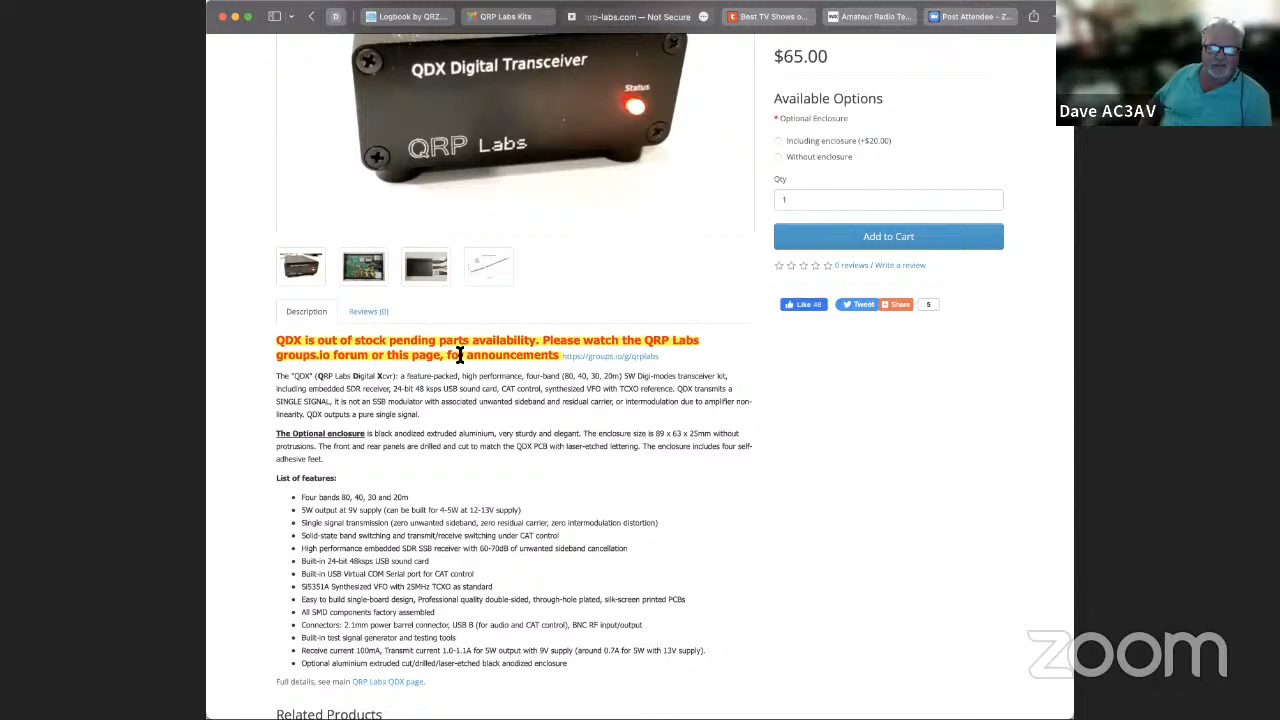 Logbook by QRZ....
QRP Labs Kits
qrp-labs.com — Not Secure
Best TV Shows o...
Amateur Radio Te...
Post Attendee - Z...
QDX Digital Transceiver
Status
QRP Labs
$65.00
Available Options
* Optional Enclosure
Including enclosure (+$20.00)
Without enclosure
Qty
1
Add to Cart
0 reviews / Write a review
Like 48
Tweet
Share
5
Dave AC3AV
Description
Reviews (0)
QDX is out of stock pending parts availability. Please watch the QRP Labs
groups.io forum or this page, for announcements https://groups.io/g/qrplabs
The "QDX" (QRP Labs Digital Xcvr): a feature-packed, high performance, four-band (80, 40, 30, 20m) 5W Digi-modes transceiver kit,
including embedded SDR receiver, 24-bit 48 ksps USB sound card, CAT control, synthesized VFO with TCXO reference. QDX transmits a
SINGLE SIGNAL, it is not an SSB modulator with associated unwanted sideband and residual carrier, or intermodulation due to amplifier non-
linearity. QDX outputs a pure single signal.
The Optional enclosure is black anodized extruded aluminium, very sturdy and elegant. The enclosure size is 89 x 63 x 25mm without
protrusions. The front and rear panels are drilled and cut to match the QDX PCB with laser-etched lettering. The enclosure includes four self-
adhesive feet.
List of features:
• Four bands 80, 40, 30 and 20m
• 5W output at 9V supply (can be built for 4-5W at 12-13V supply)
• Single signal transmission (zero unwanted sideband, zero residual carrier, zero intermodulation distortion)
• Solid-state band switching and transmit/receive switching under CAT control
• High performance embedded SDR SSB receiver with 60-70dB of unwanted sideband cancellation
• Built-in 24-bit 48ksps USB sound card
• Built-in USB Virtual COM Serial port for CAT control
• Si5351A Synthesized VFO with 25MHz TCXO as standard
• Easy to build single-board design, Professional quality double-sided, through-hole plated, silk-screen printed PCBs
• All SMD components factory assembled
• Connectors: 2.1mm power barrel connector, USB B (for audio and CAT control), BNC RF input/output
• Built-in test signal generator and testing tools
• Receive current 100mA, Transmit current 1.0-1.1A for 5W output with 9V supply (around 0.7A for 5W with 13V supply).
• Optional aluminium extruded cut/drilled/laser-etched black anodized enclosure
Full details, see main QRP Labs QDX page.
Related Products
zoom